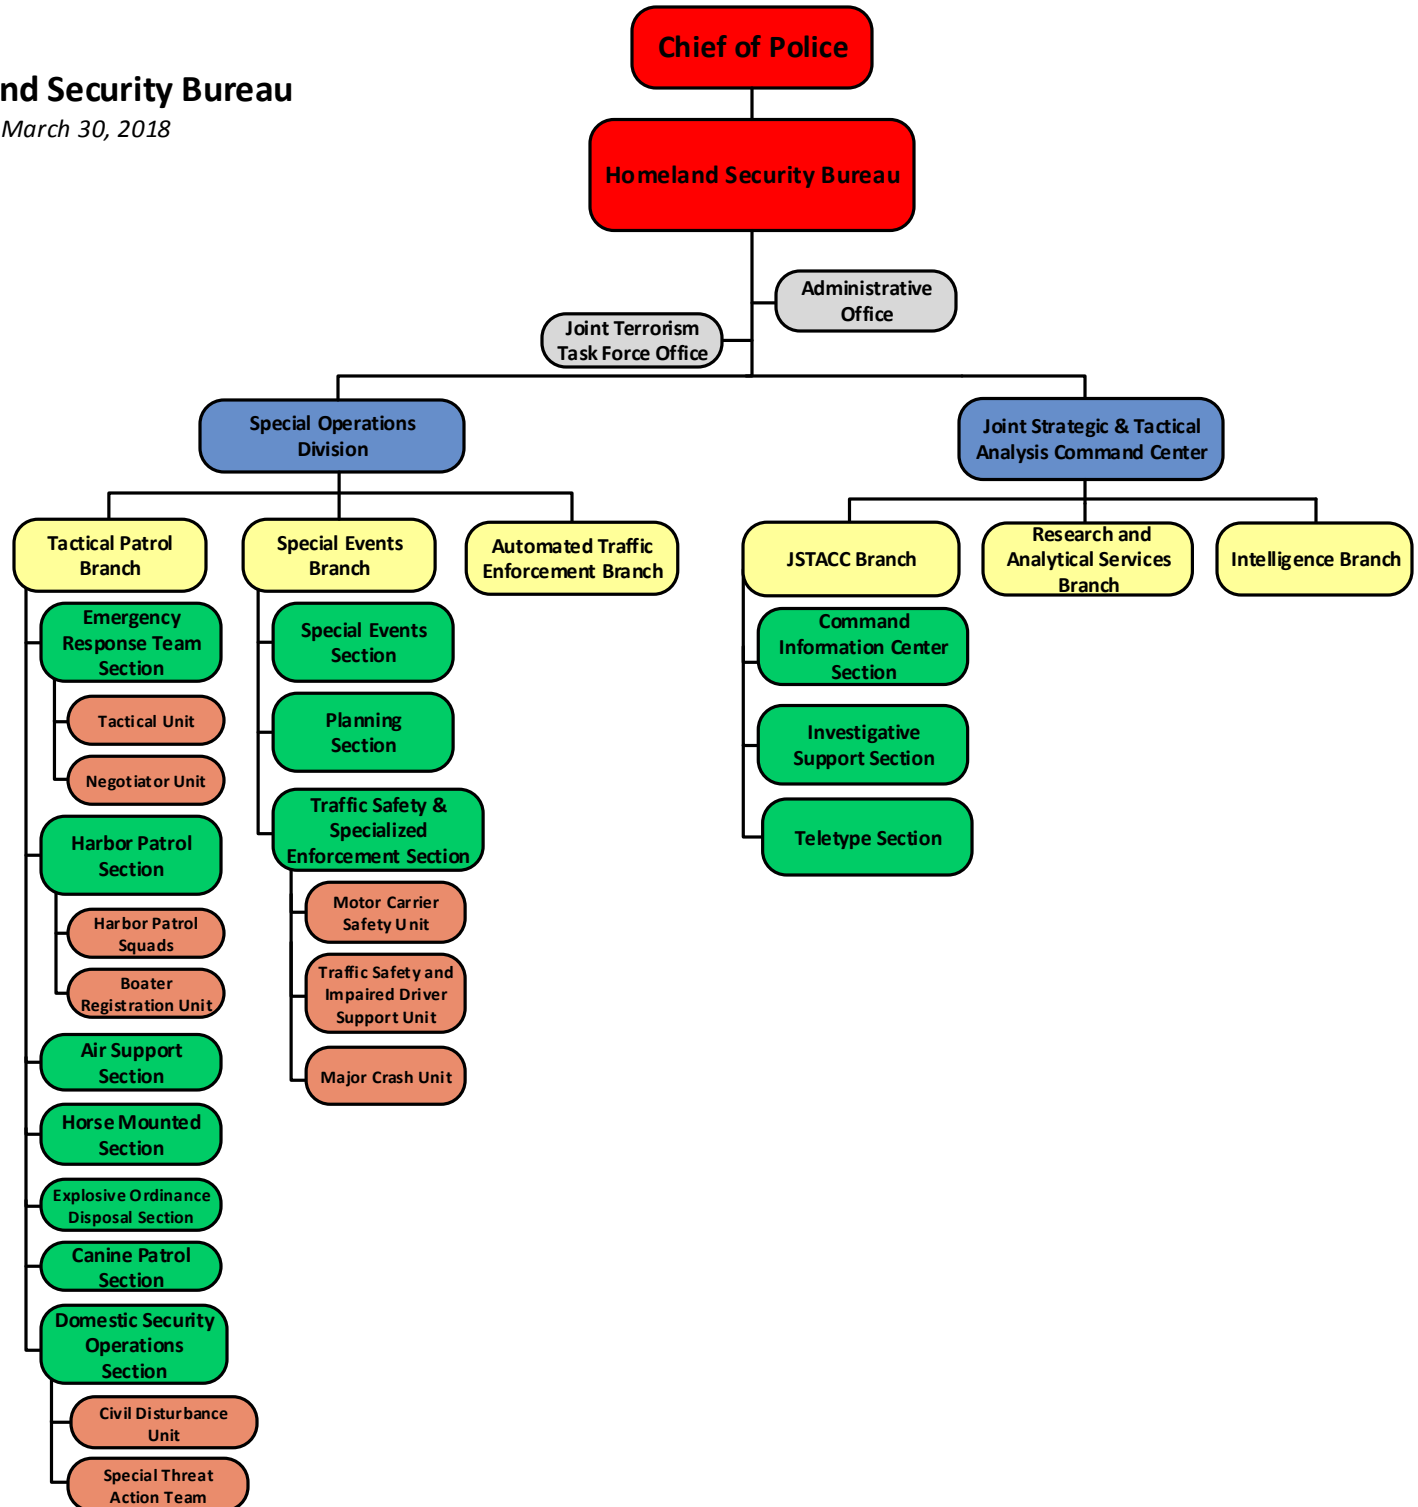 Chief of Police
nd Security Bureau
March 30, 2018
Homeland Security Bureau
Administrative
Office
Joint Terrorism
Task Force Office
Special Operations
Division
Joint Strategic & Tactical
Analysis Command Center
Tactical Patrol
Branch
Special Events
Branch
Automated Traffic
Enforcement Branch
JSTACC Branch
Research and
Analytical Services
Branch
Intelligence Branch
Emergency
Response Team
Section
Tactical Unit
Negotiator Unit
Harbor Patrol
Section
Harbor Patrol
Squads
Boater
Registration Unit
Air Support
Section
Horse Mounted
Section
Explosive Ordinance
Disposal Section
Canine Patrol
Section
Domestic Security
Operations
Section
Civil Disturbance
Unit
Special Threat
Action Team
Special Events
Section
Planning
Section
Traffic Safety &
Specialized
Enforcement Section
Motor Carrier
Safety Unit
Traffic Safety and
Impaired Driver
Support Unit
Major Crash Unit
Command
Information Center
Section
Investigative
Support Section
Teletype Section